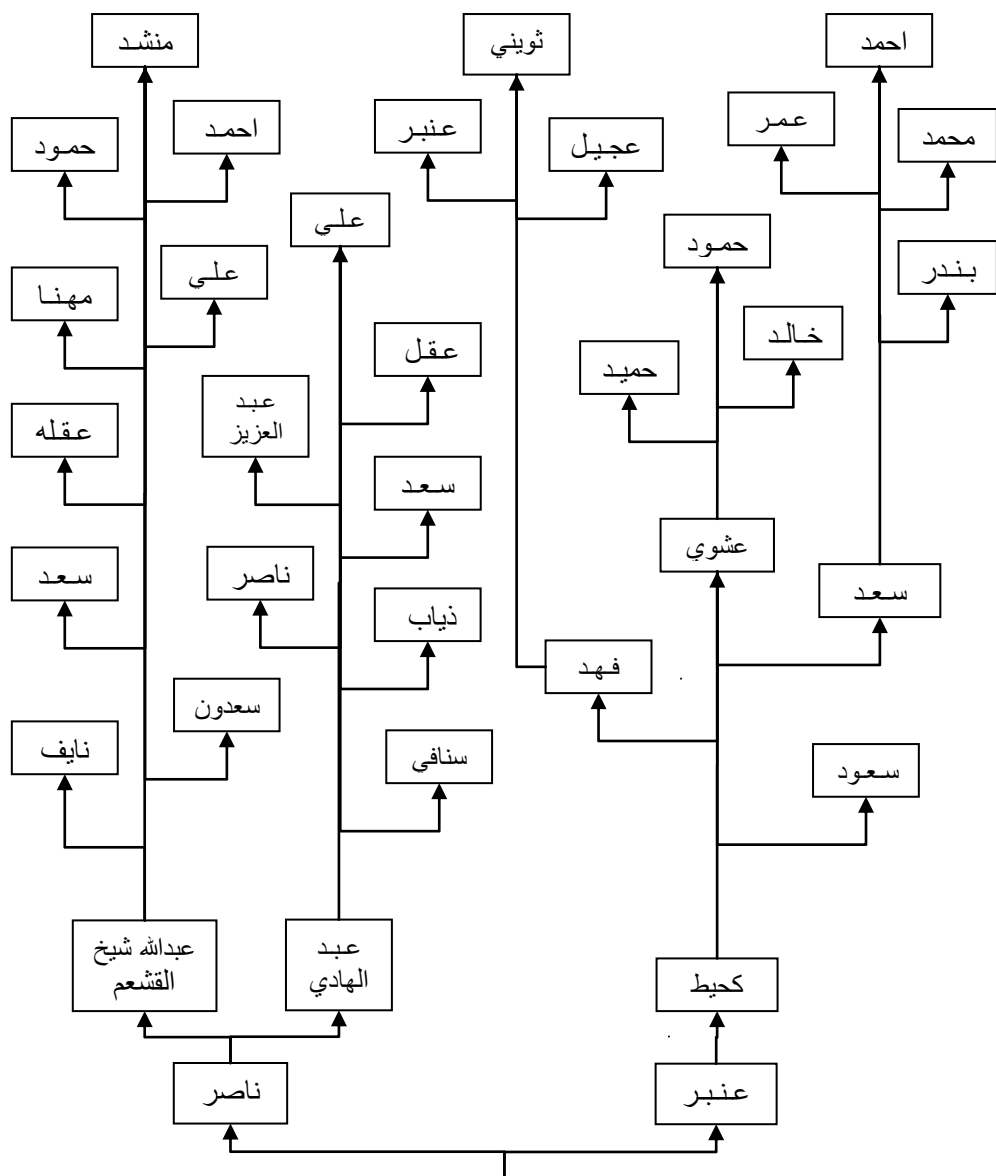 احمد
ثويني
منشد
محمد
عمر
عجيل
عنبر
احمد
حمود
بندر
حمود
علي
علي
مهنا
خالد
حميد
عقل
عبد
العزيز
عقله
سعد
عشوي
سعد
ناصر
سعد
ذياب
فهد
سعدون
نايف
سعود
سنافي
كحيط
عبد
الهادي
عبدالله شيخ
القشعم
عنبر
ناصر